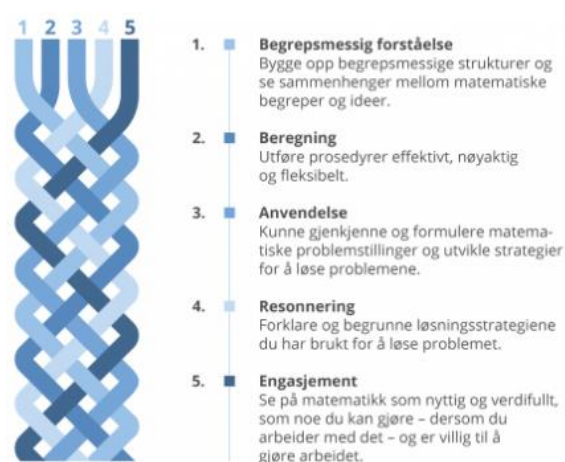 1 2 3 4 5
1. Begrepsmessig forståelse
Bygge opp begrepsmessige strukturer og
se sammenhenger mellom matematiske
begreper og ideer.
2. Beregning
Utføre prosedyrer effektivt, nøyaktig
og fleksibelt.
3. Anvendelse
Kunne gjenkjenne og formulere matema-
tiske problemstillinger og utvikle strategier
for å løse problemene.
4. Resonnering
Forklare og begrunne løsningsstrategiene
du har brukt for å løse problemet.
5. Engasjement
Se på matematikk som nyttig og verdifullt,
som noe du kan gjøre – dersom du
arbeider med det – og er villig til å
gjøre arbeidet.